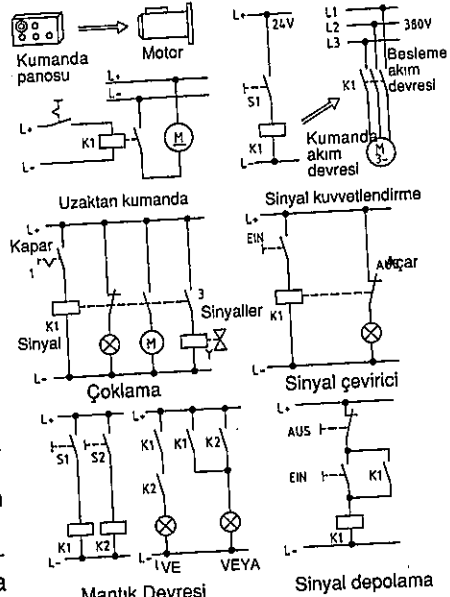 Kumanda
panosu
Motor
L+
L-
L+
K1
M
L-
Uzaktan kumanda
L+
24V
S1
K1
L-
Kumanda
akım
devresi
L1
L2
380V
L3
Besleme
akım
devresi
K1
M
3~
Sinyal kuvvetlendirme
L+
Kapar
1
3
K1
Sinyal
M
Sinyaller
L-
Çoklama
L+
EIN
AUS
Açar
K1
L-
Sinyal çevirici
L+
S1
S2
K1
K2
L-
L+
K1
K1
K2
K2
L-
VE
VEYA
Mantık Devresi
L+
AUS
EIN
K1
K1
L-
Sinyal depolama
a